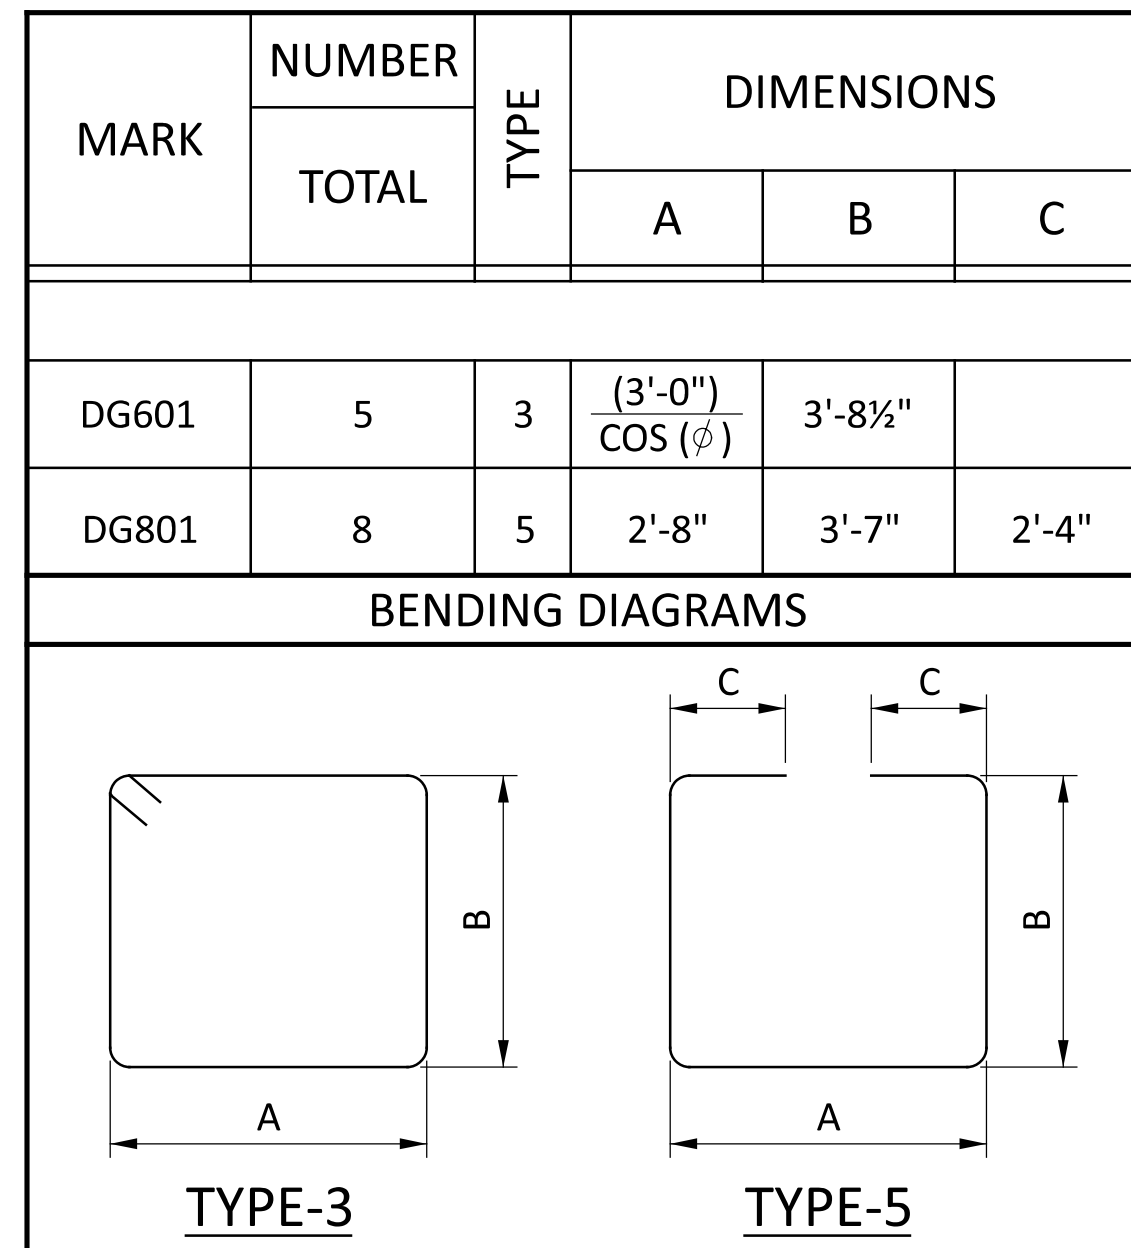 MARK
NUMBER
TOTAL
TYPE
DIMENSIONS
A B C
DG601 5 3 (3'-0") / COS (ϕ) 3'-8½"
DG801 8 5 2'-8" 3'-7" 2'-4"
BENDING DIAGRAMS
C C
B B
A A
TYPE-3 TYPE-5